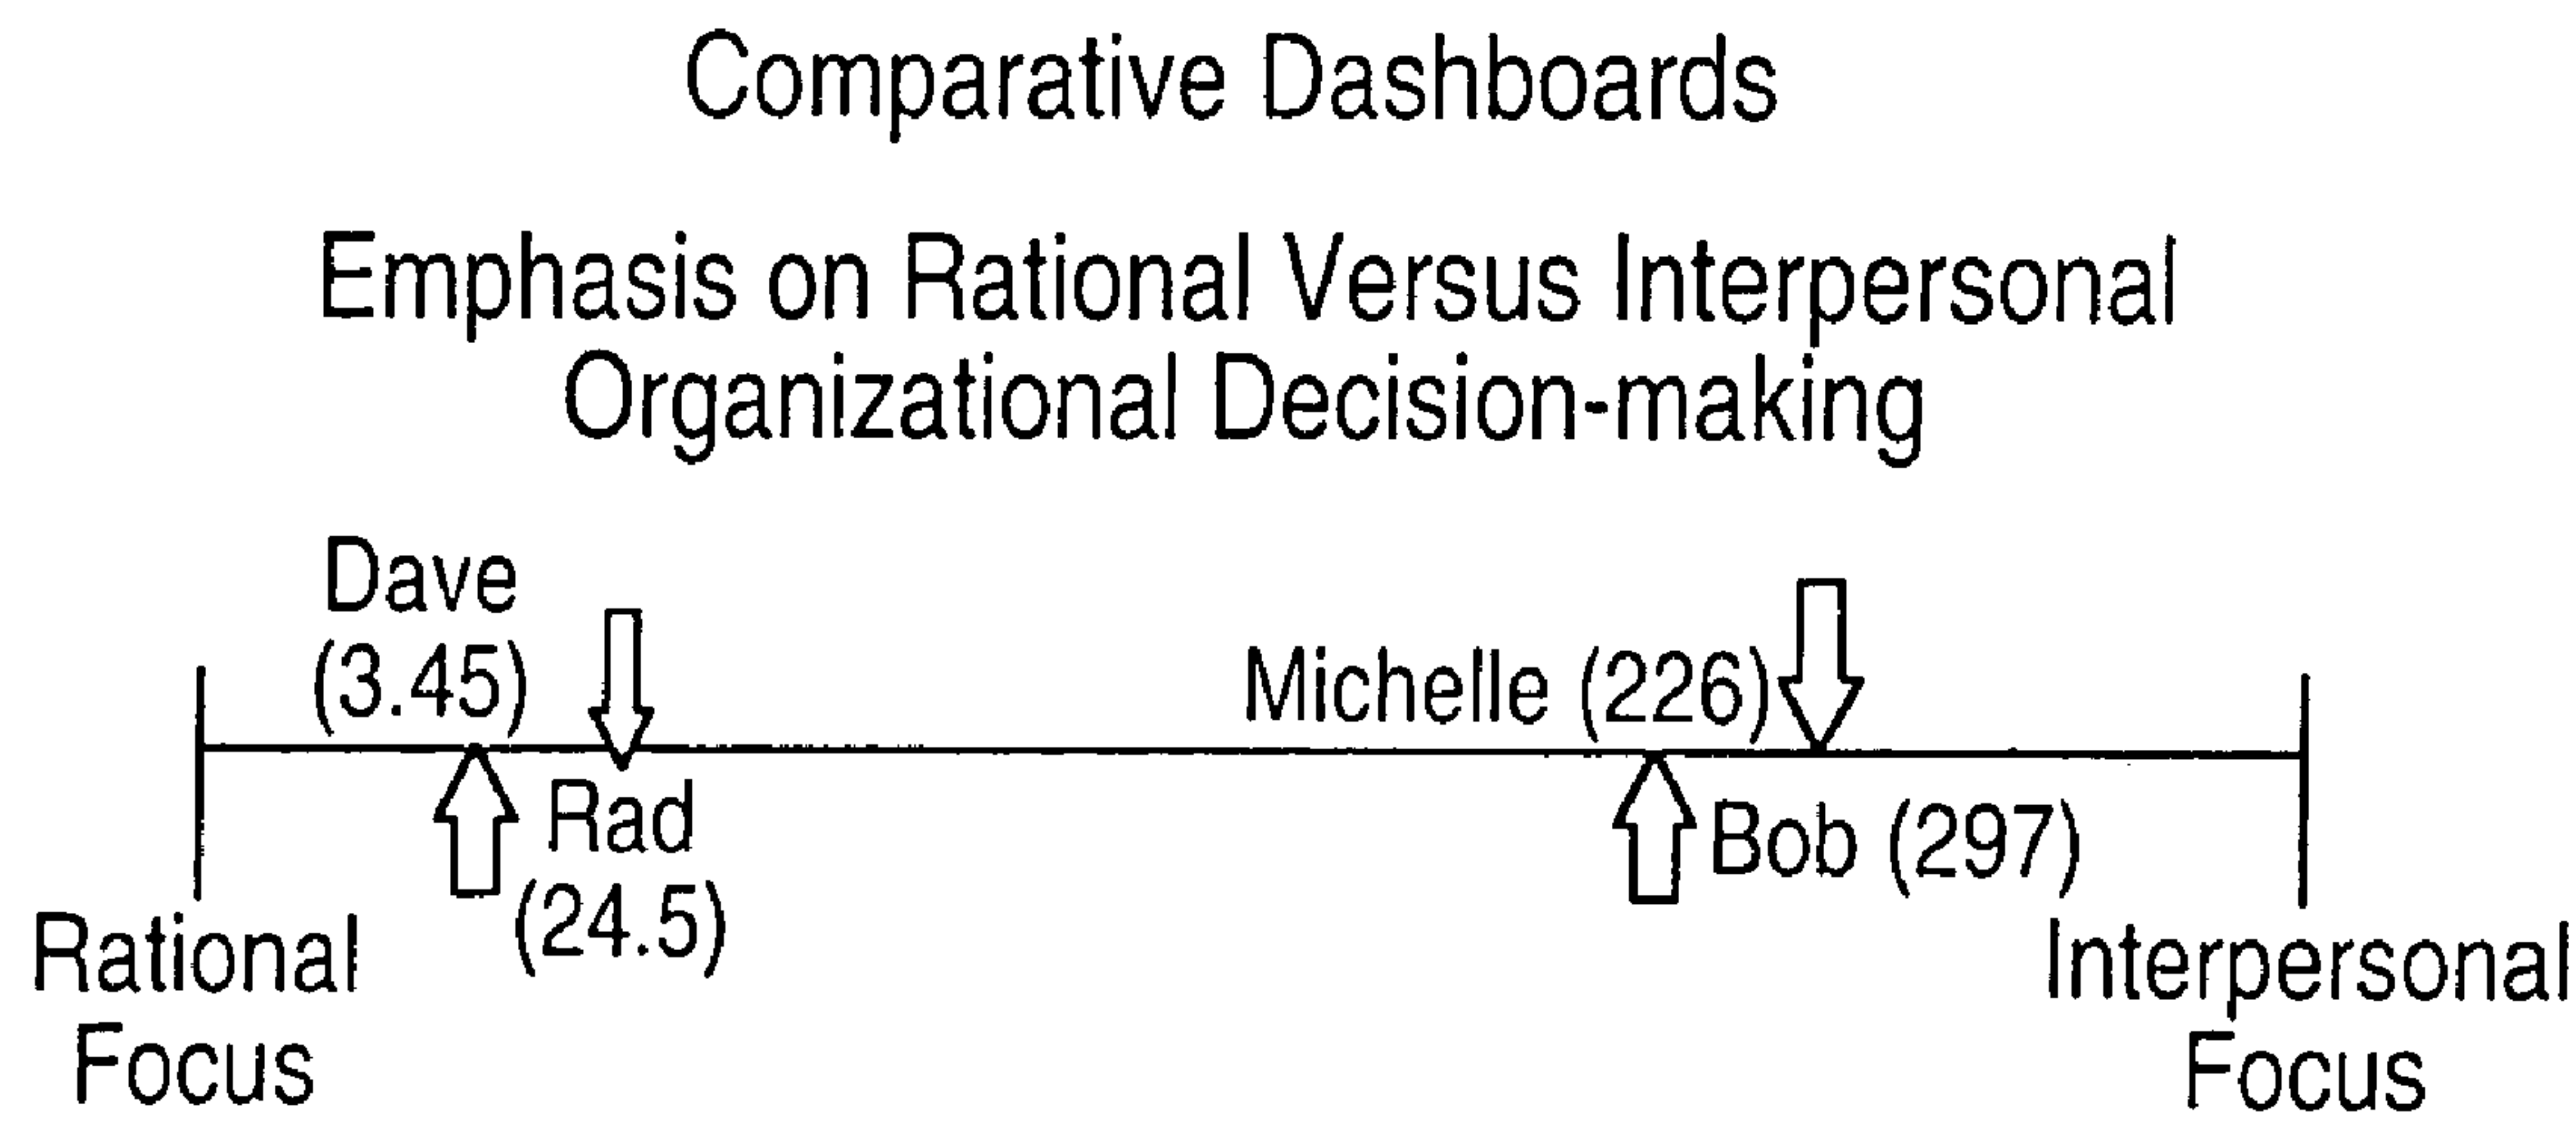 Comparative Dashboards
Emphasis on Rational Versus Interpersonal
Organizational Decision-making
Dave
(3.45)
Michelle (226)
Rad
(24.5)
Bob (297)
Rational
Focus
Interpersonal
Focus